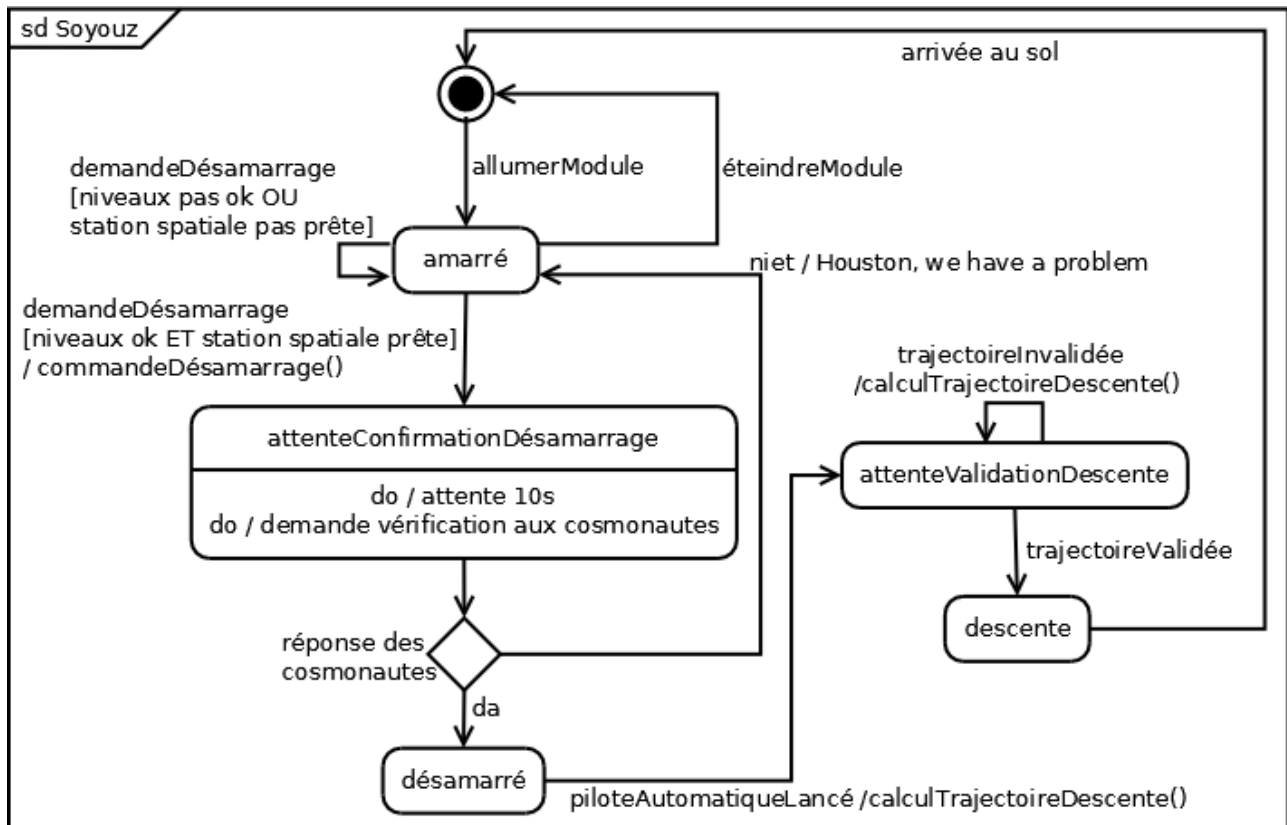 sd Soyouz
arrivée au sol
allumerModule
éteindreModule
demandeDésamarrage
[niveaux pas ok OU
station spatiale pas prête]
amarré
niet / Houston, we have a problem
demandeDésamarrage
[niveaux ok ET station spatiale prête]
/ commandeDésamarrage()
trajectoireInvalidée
/calculTrajectoireDescente()
attenteConfirmationDésamarrage
do / attente 10s
do / demande vérification aux cosmonautes
attenteValidationDescente
trajectoireValidée
descente
réponse des
cosmonautes
da
désamarré
piloteAutomatiqueLancé /calculTrajectoireDescente()